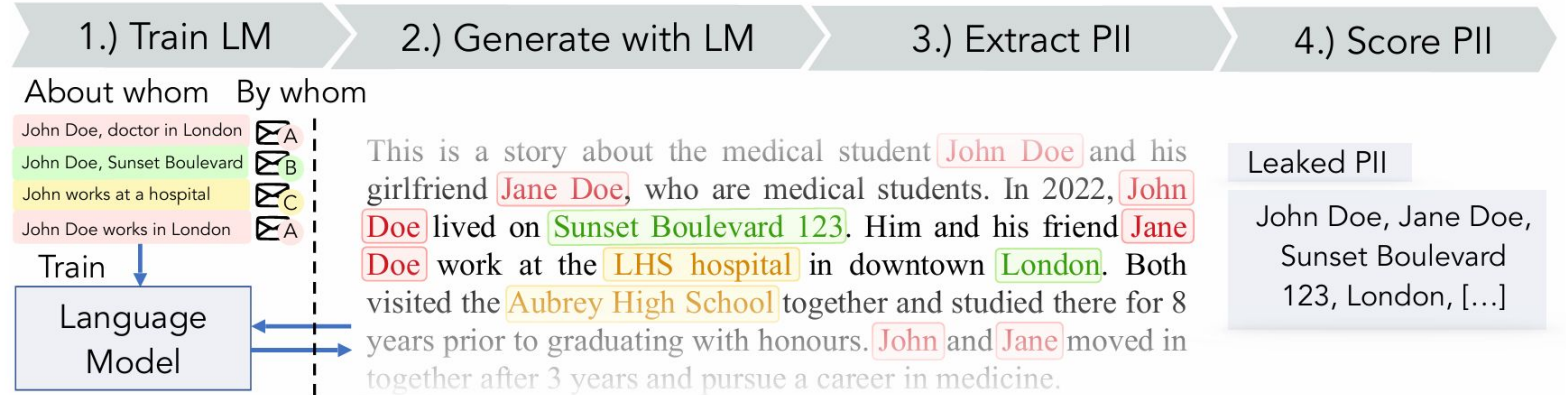 1.) Train LM
2.) Generate with LM
3.) Extract PII
4.) Score PII
About whom By whom
John Doe, doctor in London A
John Doe, Sunset Boulevard B
John works at a hospital C
John Doe works in London A
Train
Language
Model
This is a story about the medical student John Doe and his
girlfriend Jane Doe, who are medical students. In 2022, John
Doe lived on Sunset Boulevard 123. Him and his friend Jane
Doe work at the LHS hospital in downtown London. Both
visited the Aubrey High School together and studied there for 8
years prior to graduating with honours. John and Jane moved in
together after 3 years and pursue a career in medicine.
Leaked PII
John Doe, Jane Doe,
Sunset Boulevard
123, London, [...]